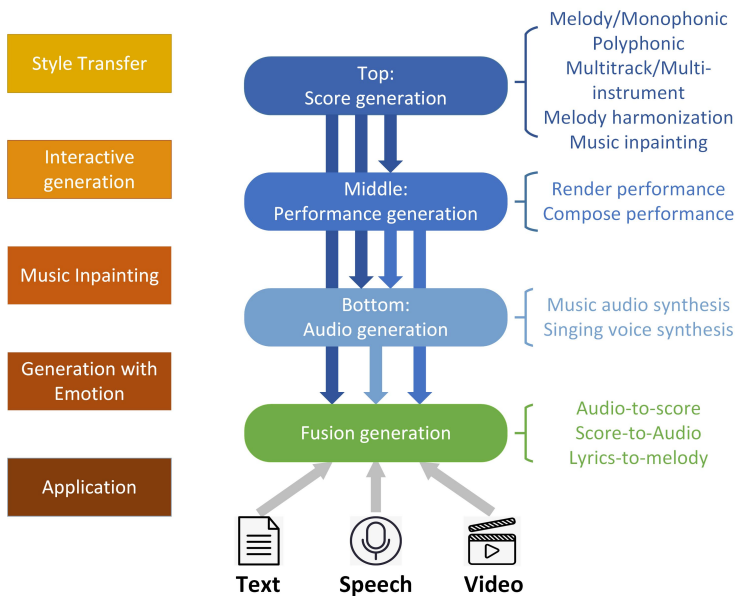 Style Transfer
Interactive
generation
Music Inpainting
Generation with
Emotion
Application
Top:
Score generation
Middle:
Performance generation
Bottom:
Audio generation
Fusion generation
Melody/Monophonic
Polyphonic
Multitrack/Multi-
instrument
Melody harmonization
Music inpainting
Render performance
Compose performance
Music audio synthesis
Singing voice synthesis
Audio-to-score
Score-to-Audio
Lyrics-to-melody
Text
Speech
Video